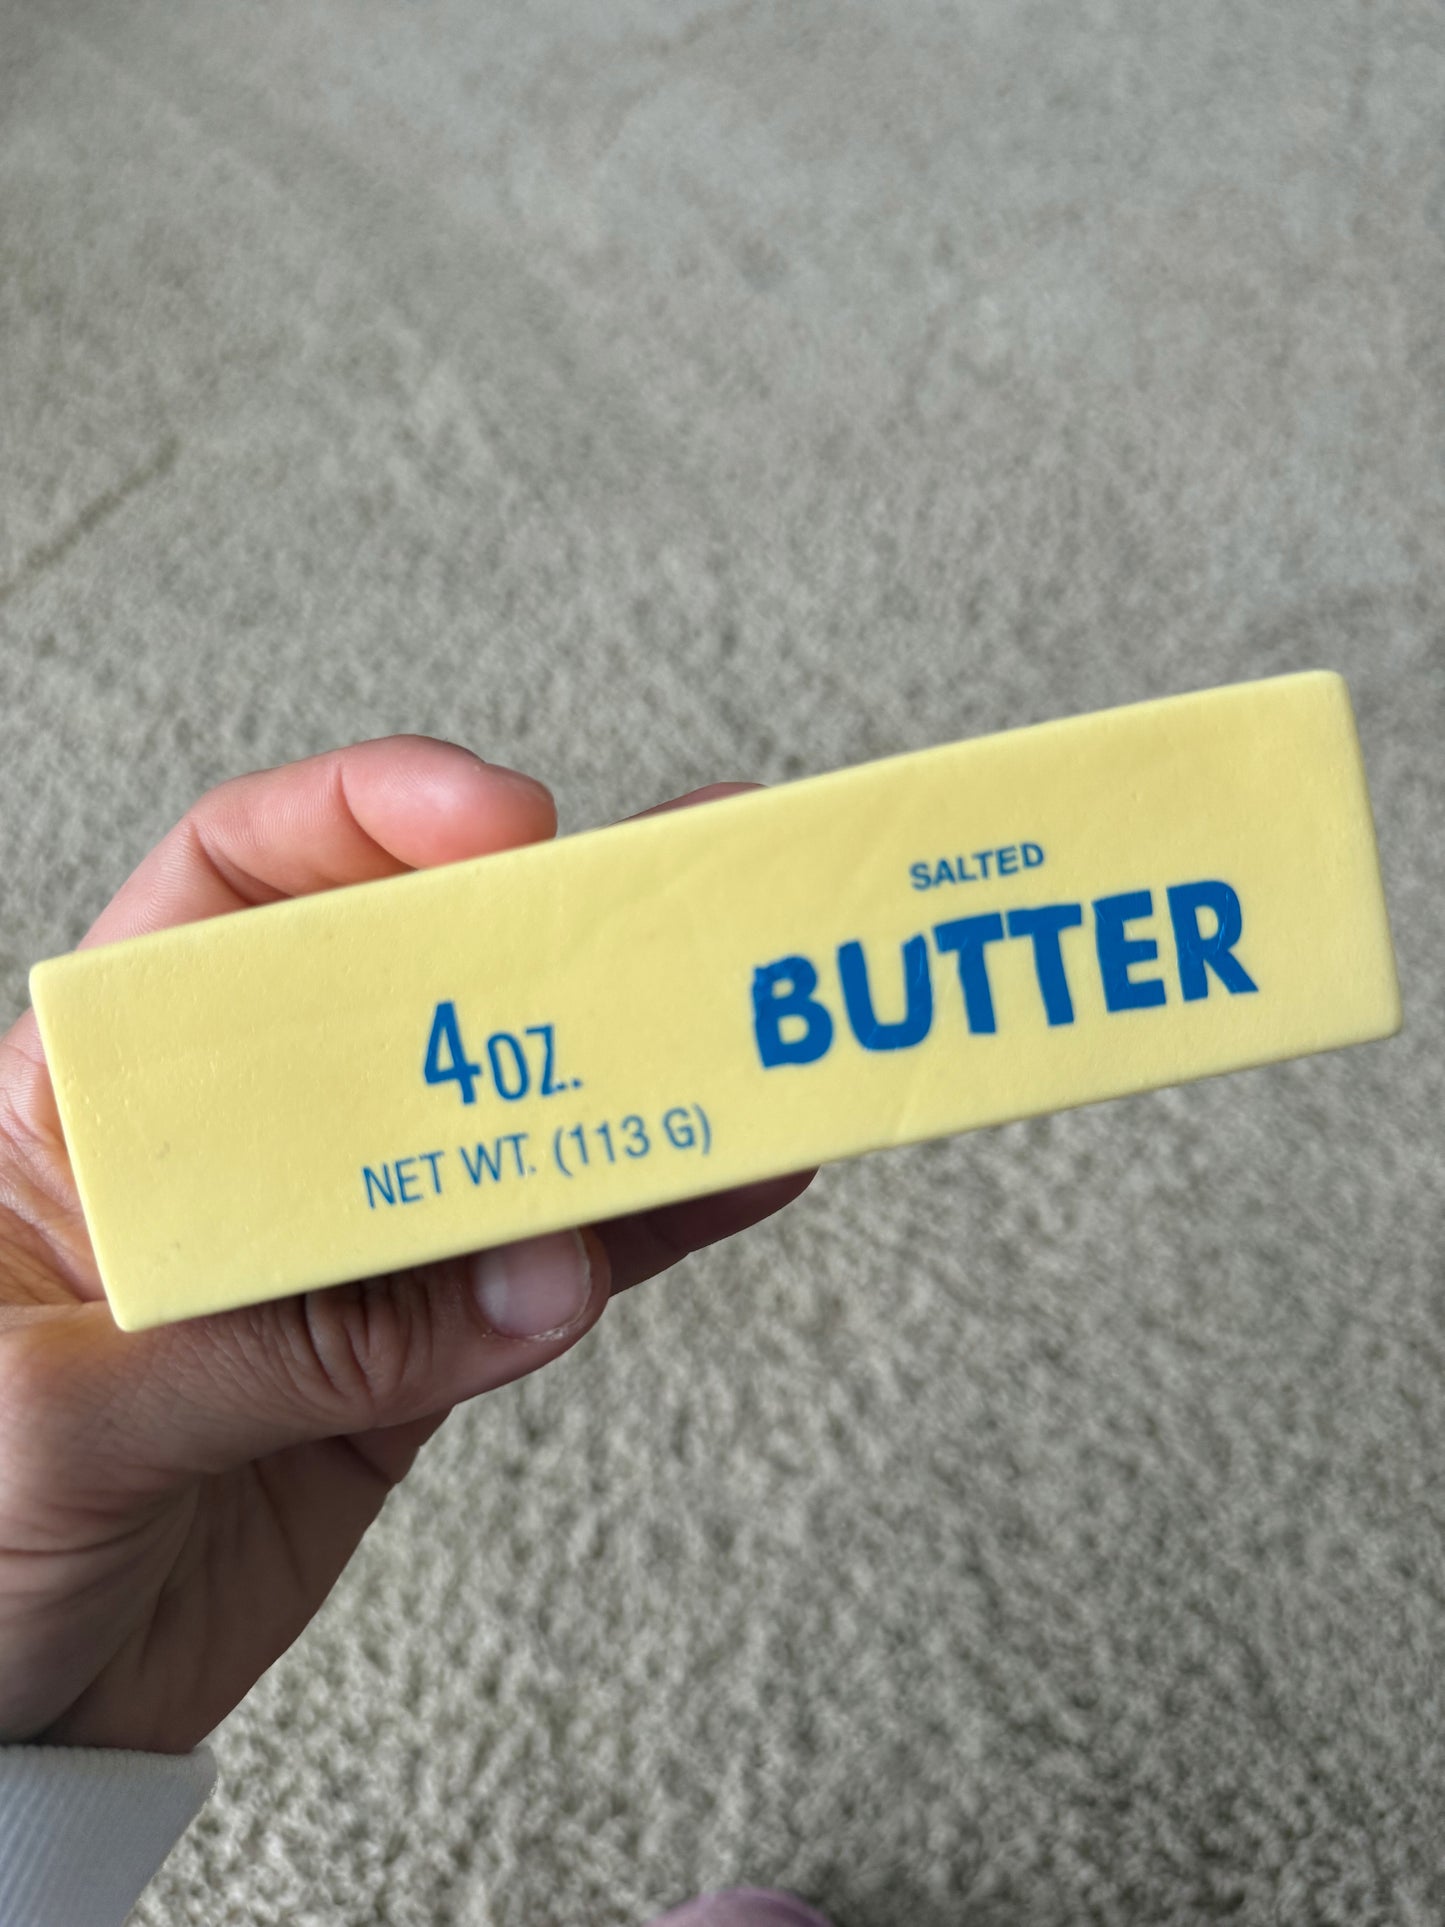 SALTED
BUTTER
4 OZ.
NET WT. (113 G)